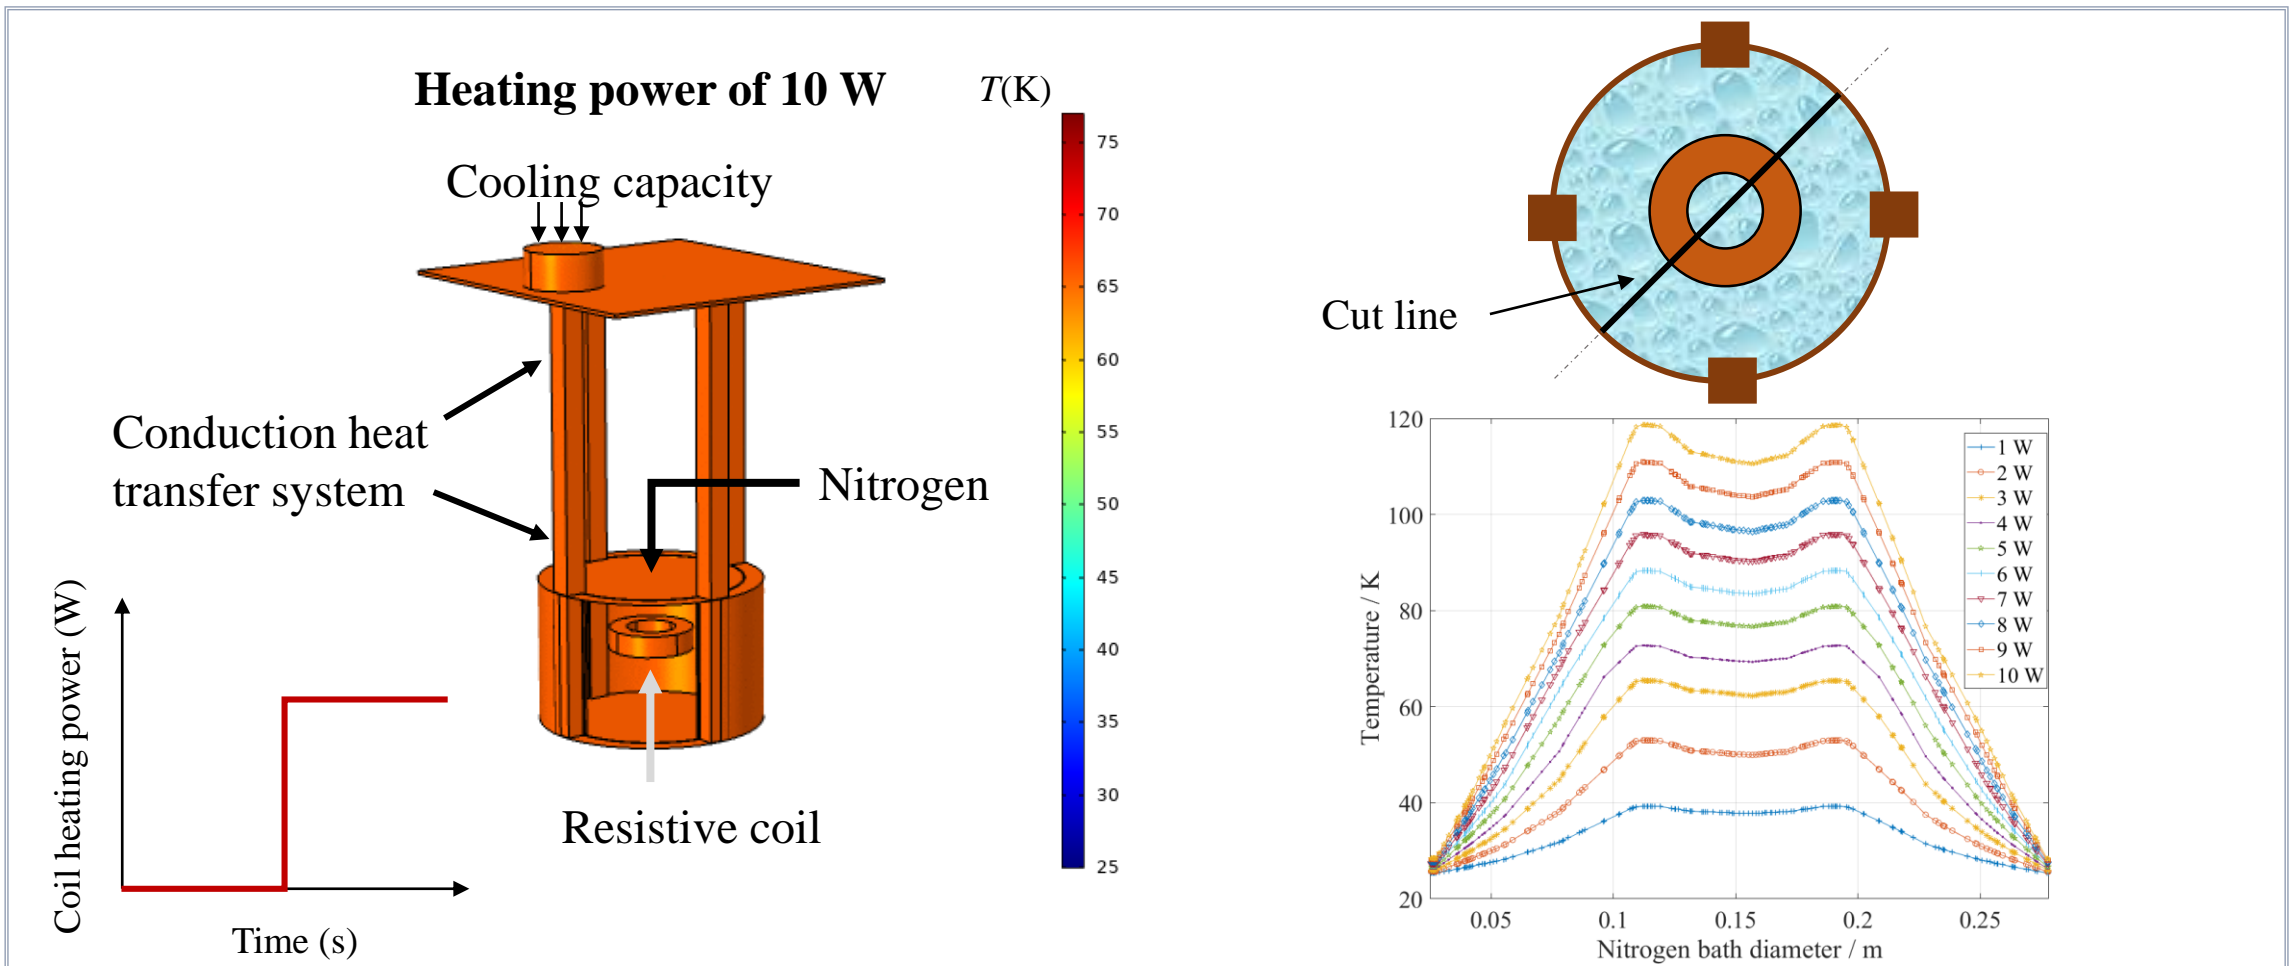 Heating power of 10 W
T(K)
75
70
65
60
55
50
45
40
35
30
25
Cooling capacity
Conduction heat
transfer system
Nitrogen
Resistive coil
Coil heating power (W)
Time (s)
Cut line
120
100
80
60
40
20
Temperature / K
0.05
0.1
0.15
0.2
0.25
Nitrogen bath diameter / m
1 W
2 W
3 W
4 W
5 W
6 W
7 W
8 W
9 W
10 W